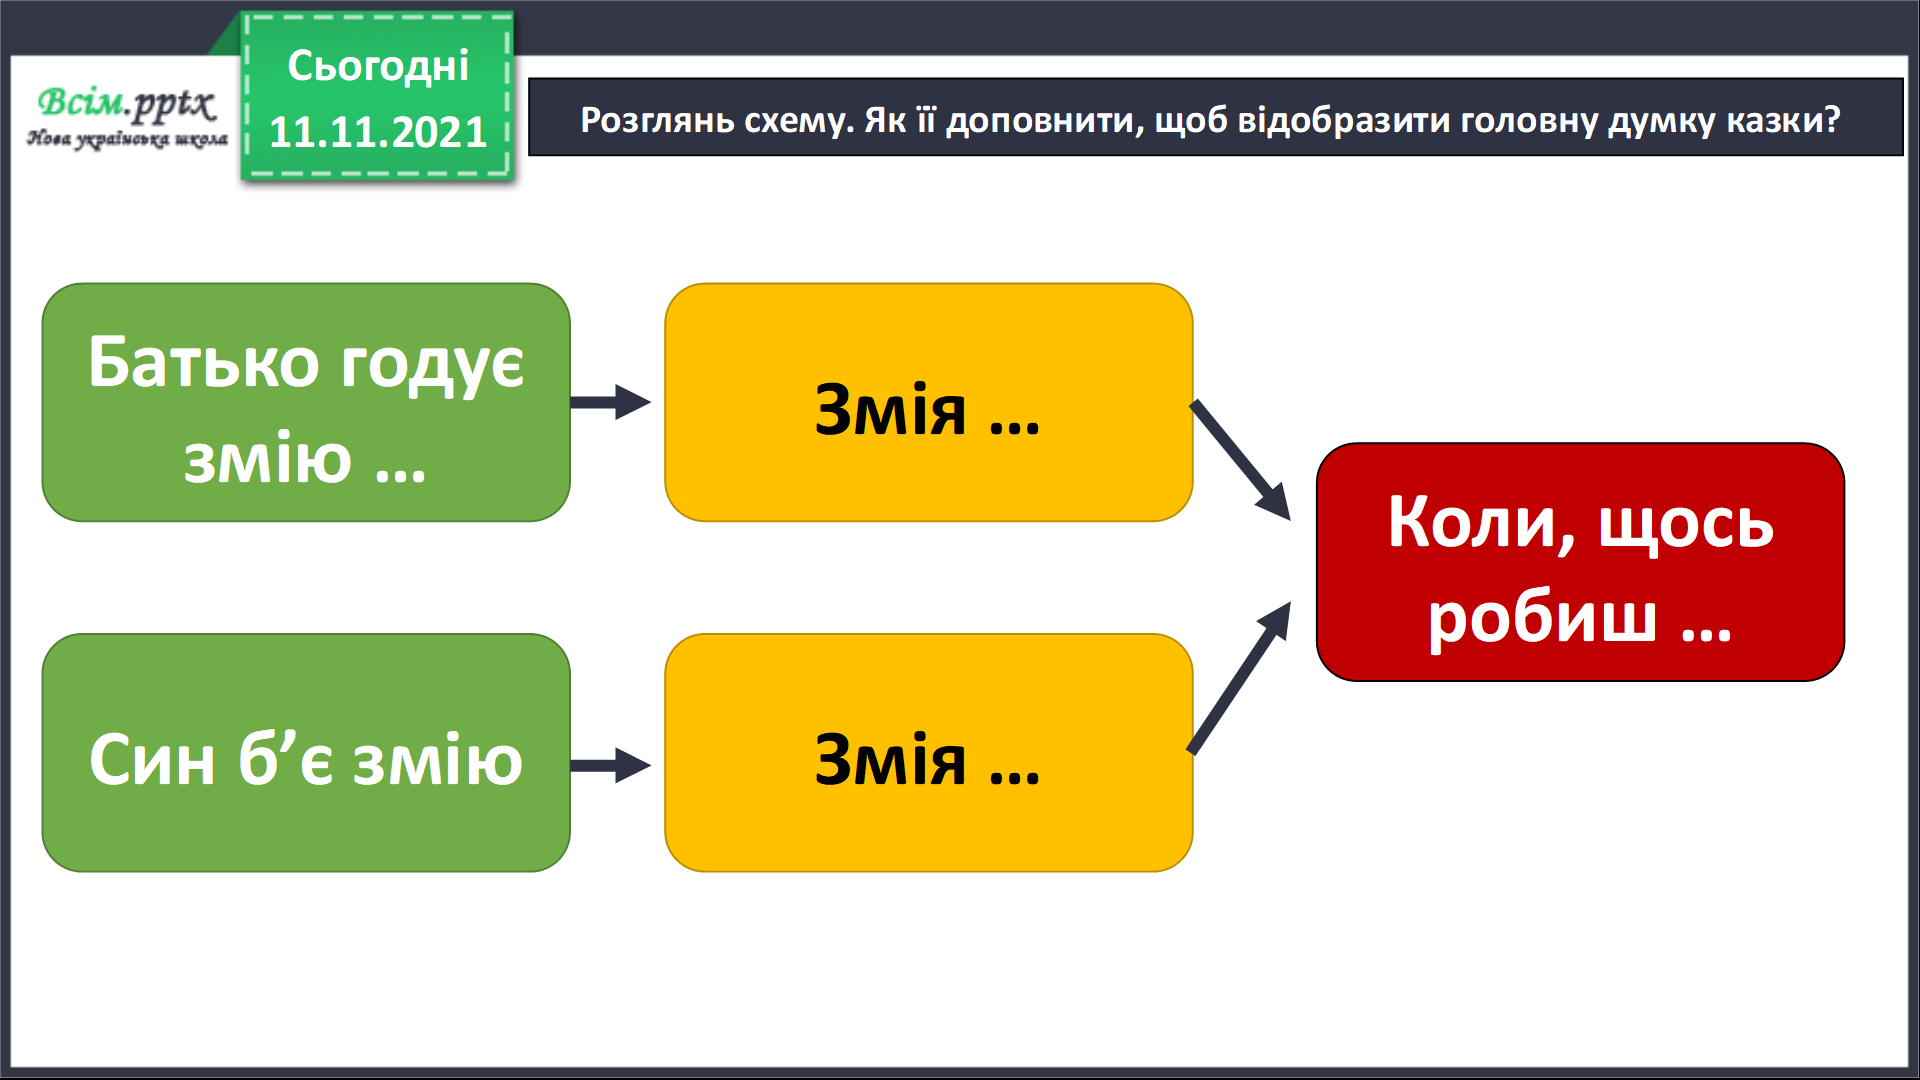 Всім.pptx
Нова українська школа
Сьогодні
11.11.2021
Розглянь схему. Як її доповнити, щоб відобразити головну думку казки?
Батько годує
змію ...
Змія ...
Син б’є змію
Змія ...
Коли, щось
робиш ...